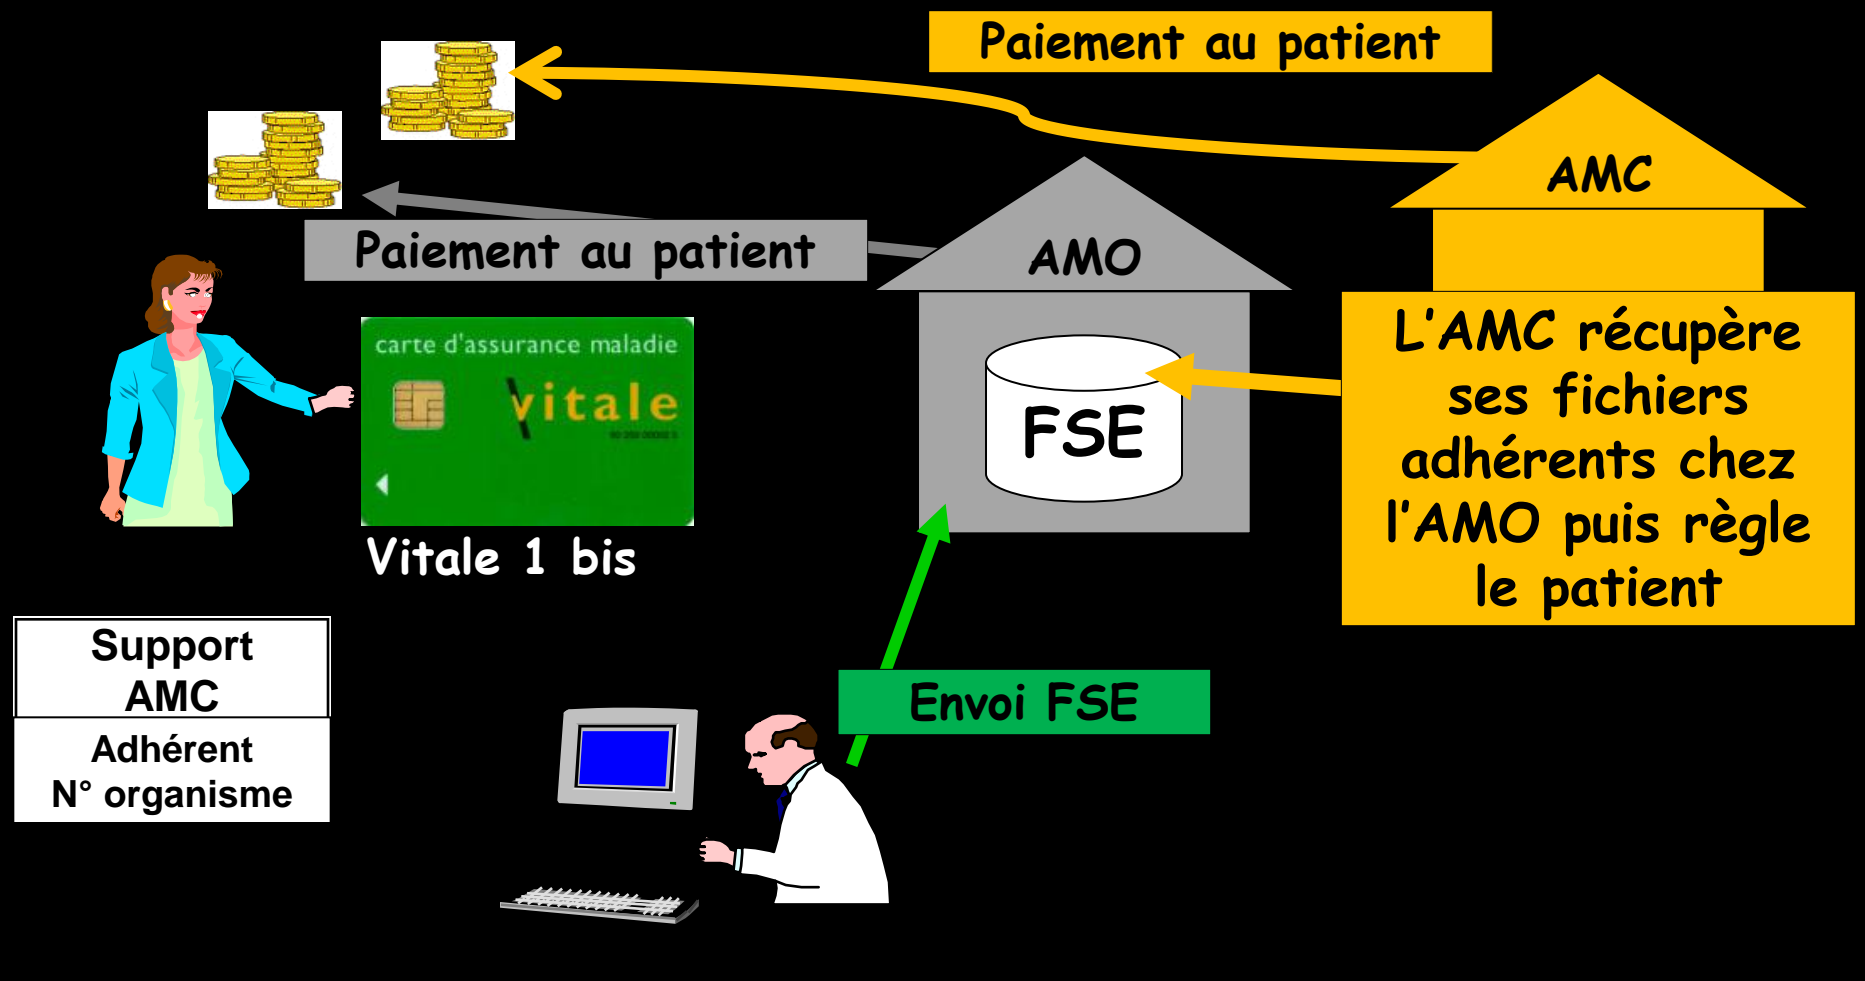 Paiement au patient
AMC
Paiement au patient
AMO
L’AMC récupère
ses fichiers
adhérents chez
l’AMO puis règle
le patient
FSE
carte d'assurance maladie
vitale
Vitale 1 bis
Support
AMC
Adhérent
N° organisme
Envoi FSE